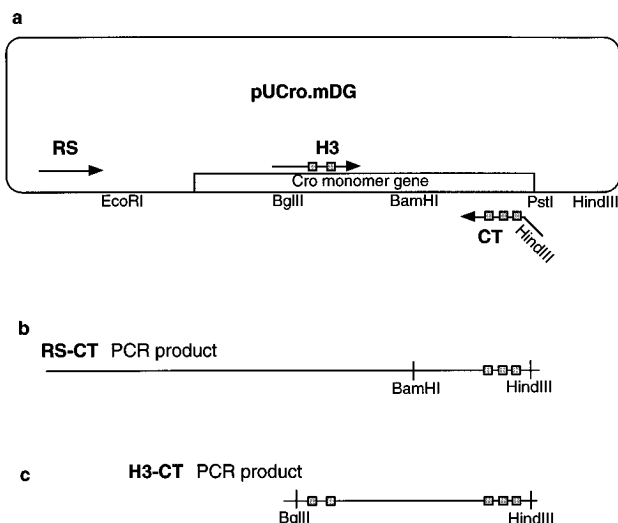 a
pUCro.mDG
RS
H3
Cro monomer gene
EcoRI
BglII
BamHI
PstI
HindIII
CT
HindIII
b
RS-CT PCR product
BamHI
HindIII
c
H3-CT PCR product
BglII
HindIII